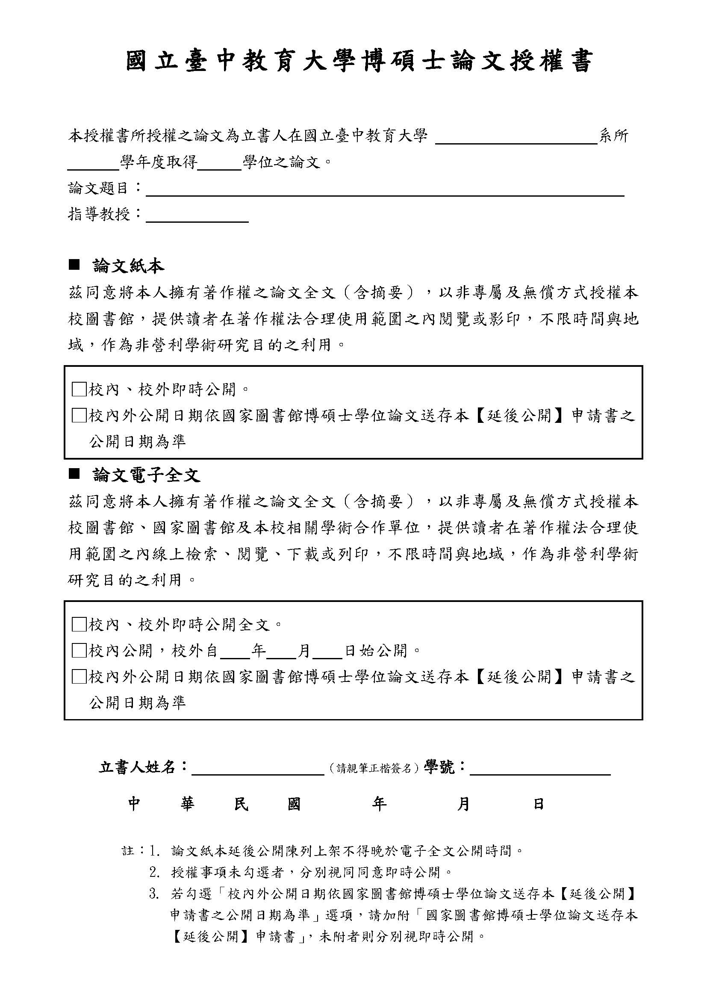 國立臺中教育大學博碩士論文授權書
本授權書所授權之論文為立書人在國立臺中教育大學 ＿＿＿＿＿＿＿＿＿＿系所
＿＿＿學年度取得＿＿＿學位之論文。
論文題目：＿＿＿＿＿＿＿＿＿＿＿＿＿＿＿＿＿＿＿＿＿＿＿＿＿＿＿＿＿＿
指導教授：＿＿＿＿＿＿
■ 論文紙本
茲同意將本人擁有著作權之論文全文（含摘要），以非專屬及無償方式授權本
校圖書館，提供讀者在著作權法合理使用範圍之內閱覽或影印，不限時間與地
域，作為非營利學術研究目的之利用。
□校內、校外即時公開。
□校內外公開日期依國家圖書館博碩士學位論文送存本【延後公開】申請書之
公開日期為準
■ 論文電子全文
茲同意將本人擁有著作權之論文全文（含摘要），以非專屬及無償方式授權本
校圖書館、國家圖書館及本校相關學術合作單位，提供讀者在著作權法合理使
用範圍之內線上檢索、閱覽、下載或列印，不限時間與地域，作為非營利學術
研究目的之利用。
□校內、校外即時公開全文。
□校內公開，校外自＿＿年＿＿月＿＿日始公開。
□校內外公開日期依國家圖書館博碩士學位論文送存本【延後公開】申請書之
公開日期為準
立書人姓名：＿＿＿＿＿＿＿＿（請親筆正楷簽名）學號：＿＿＿＿＿＿＿＿
中 華 民 國 年 月 日
註：1. 論文紙本延後公開陳列上架不得晚於電子全文公開時間。
2. 授權事項未勾選者，分別視同同意即時公開。
3. 若勾選「校內外公開日期依國家圖書館博碩士學位論文送存本【延後公開】
申請書之公開日期為準」選項，請加附「國家圖書館博碩士學位論文送存本
【延後公開】申請書」，未附者則分別視即時公開。